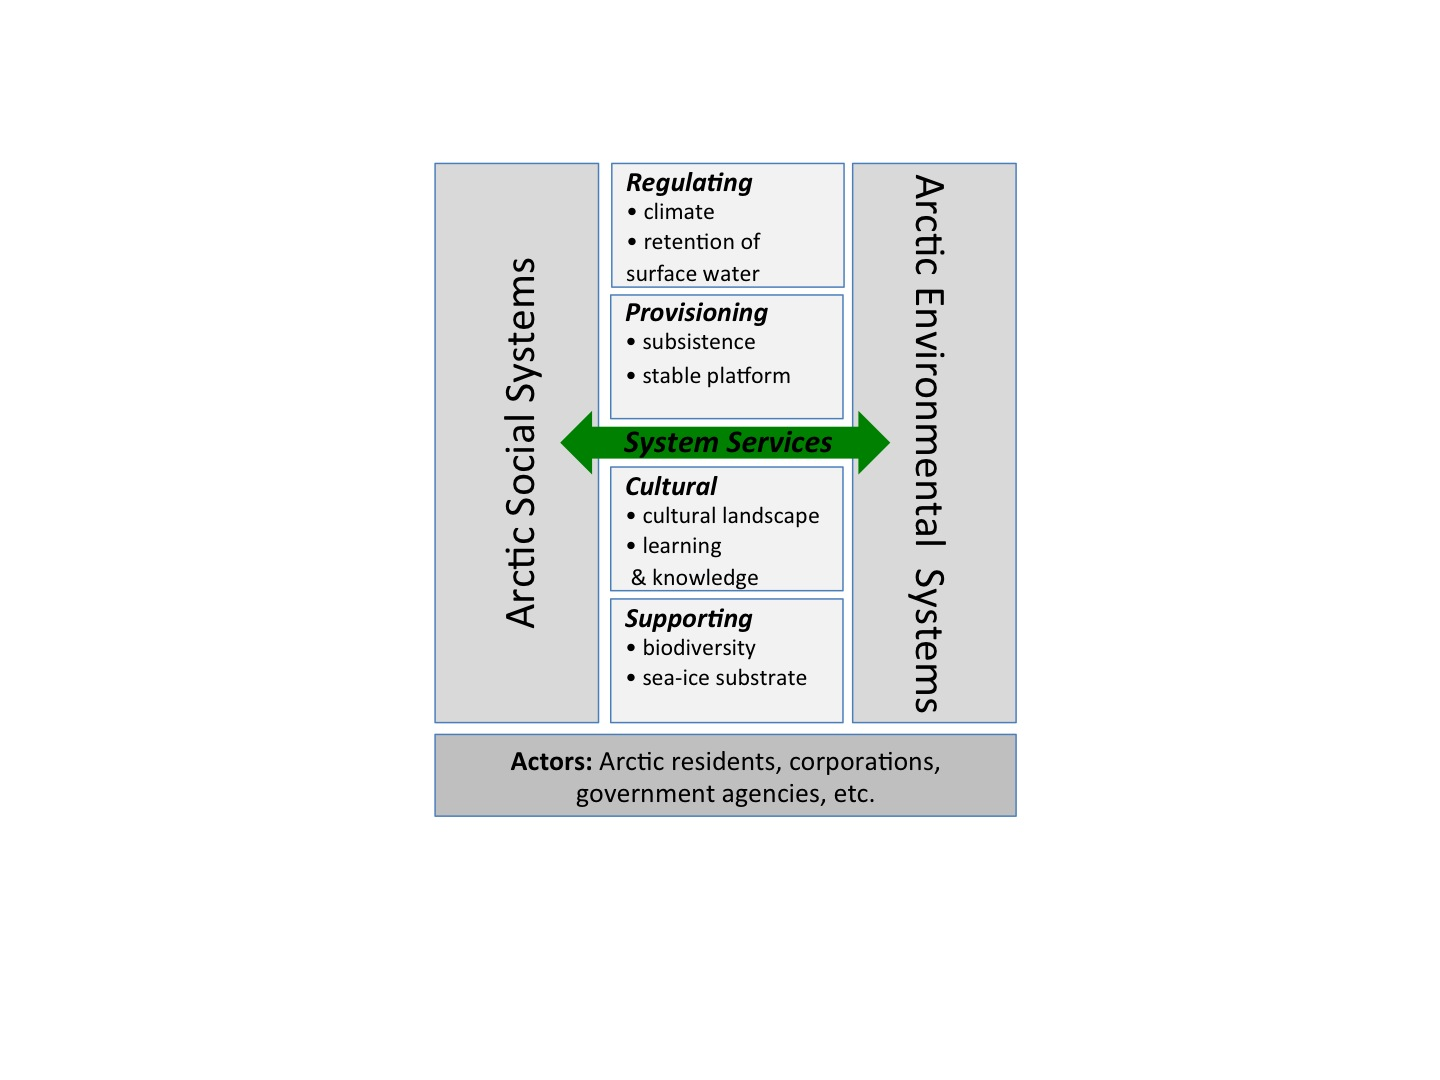 Arctic Social Systems
Regulating
• climate
• retention of
surface water
Provisioning
• subsistence
• stable platform
System Services
Cultural
• cultural landscape
• learning
& knowledge
Supporting
• biodiversity
• sea-ice substrate
Arctic Environmental Systems
Actors: Arctic residents, corporations,
government agencies, etc.